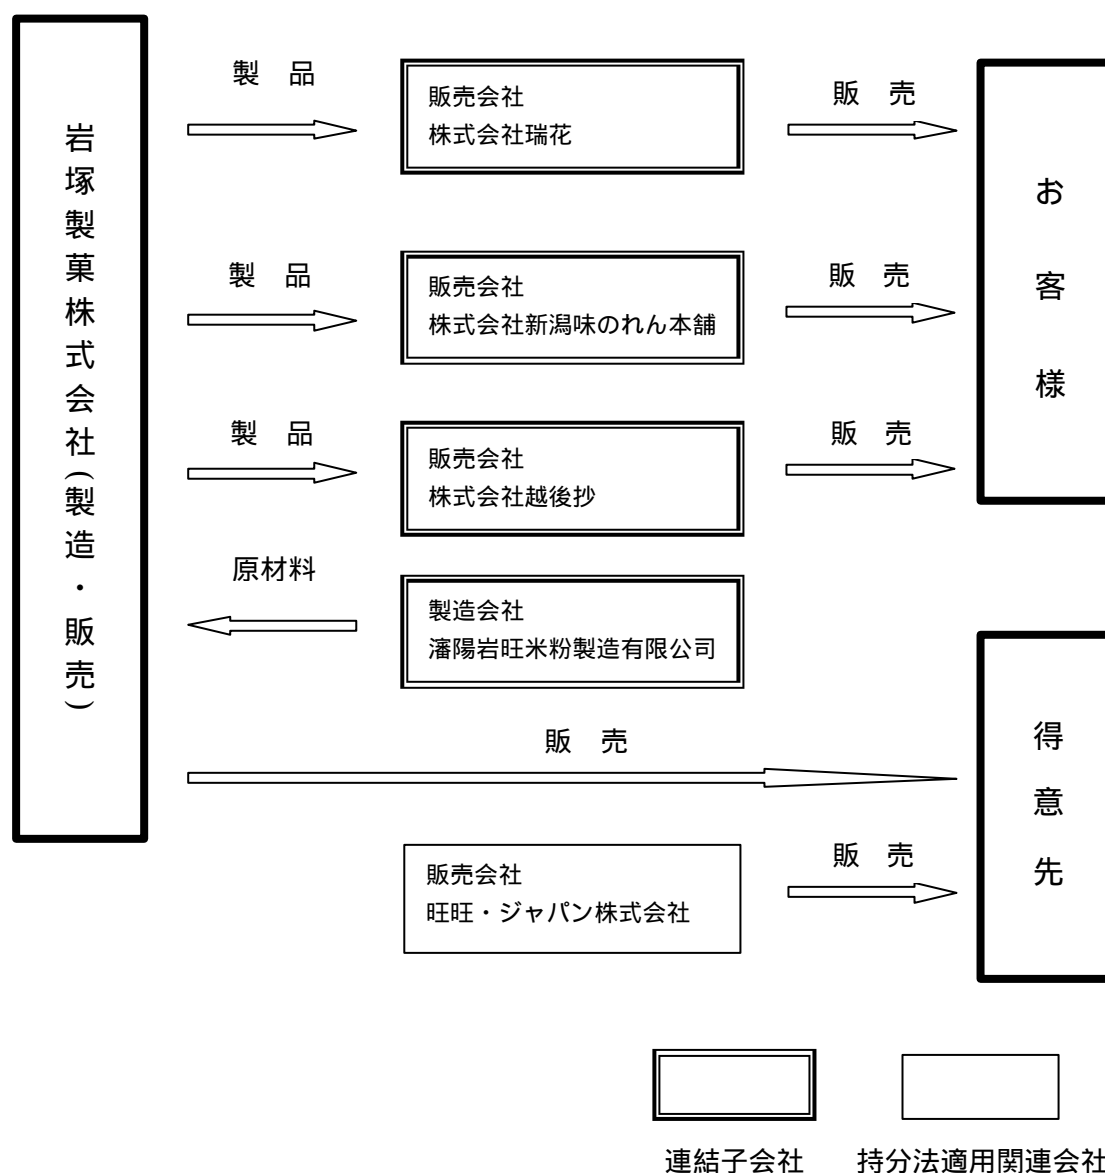 岩塚製菓株式会社(製造・販売)
製 品
販売会社
株式会社瑞花
販 売
製 品
販売会社
株式会社新潟味のれん本舗
販 売
製 品
販売会社
株式会社越後抄
販 売
お客様
原材料
製造会社
瀋陽岩旺米粉製造有限公司
販 売
販売会社
旺旺・ジャパン株式会社
販 売
得意先
連結子会社
持分法適用関連会社